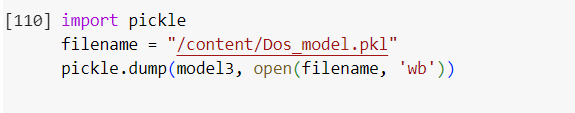 [110] import pickle
filename = "/content/Dos_model.pkl"
pickle.dump(model3, open(filename, 'wb'))